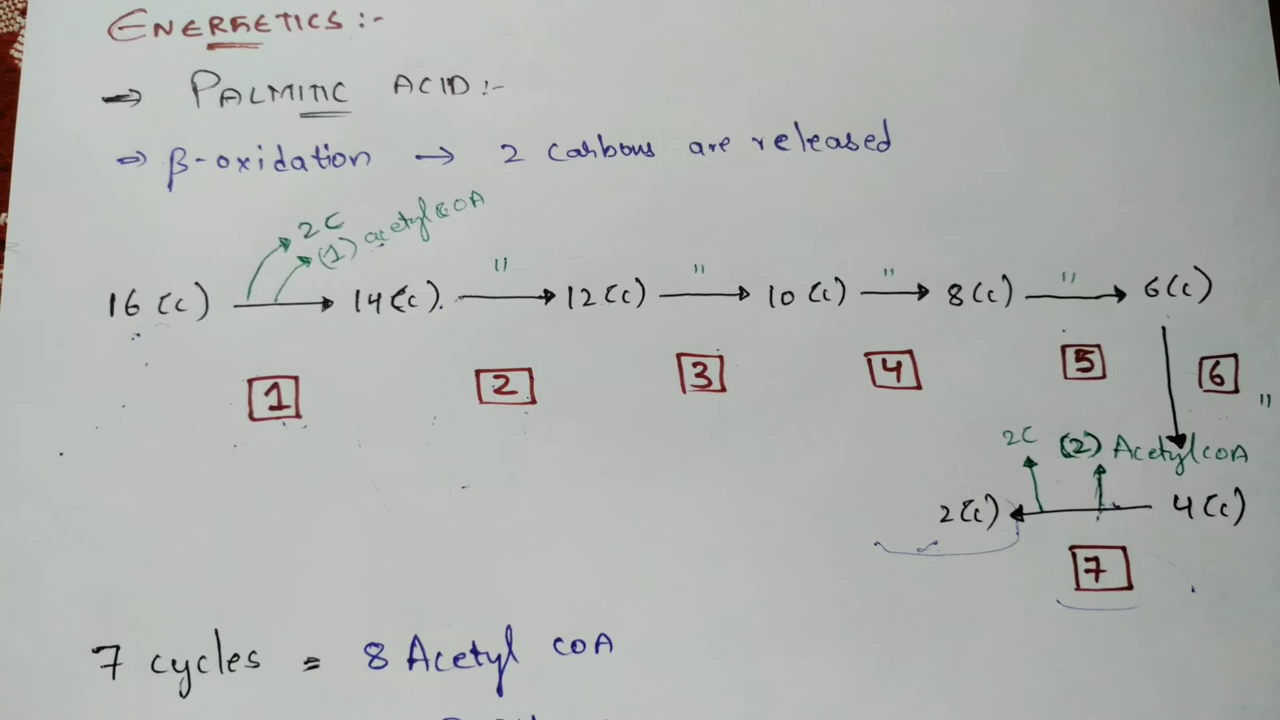 ENERGETICS :-
→ PALMITIC ACID :-
⇒ β-oxidation → 2 carbons are released
2C
(1) acetyl COA
16 (c) → 14 (c). → 12 (c) → 10 (c) → 8 (c) → 6 (c)
" " " "
1 2 3 4 5 6
"
2C (2) Acetyl COA
2 (c) ← 4 (c)
7
7 cycles = 8 Acetyl COA